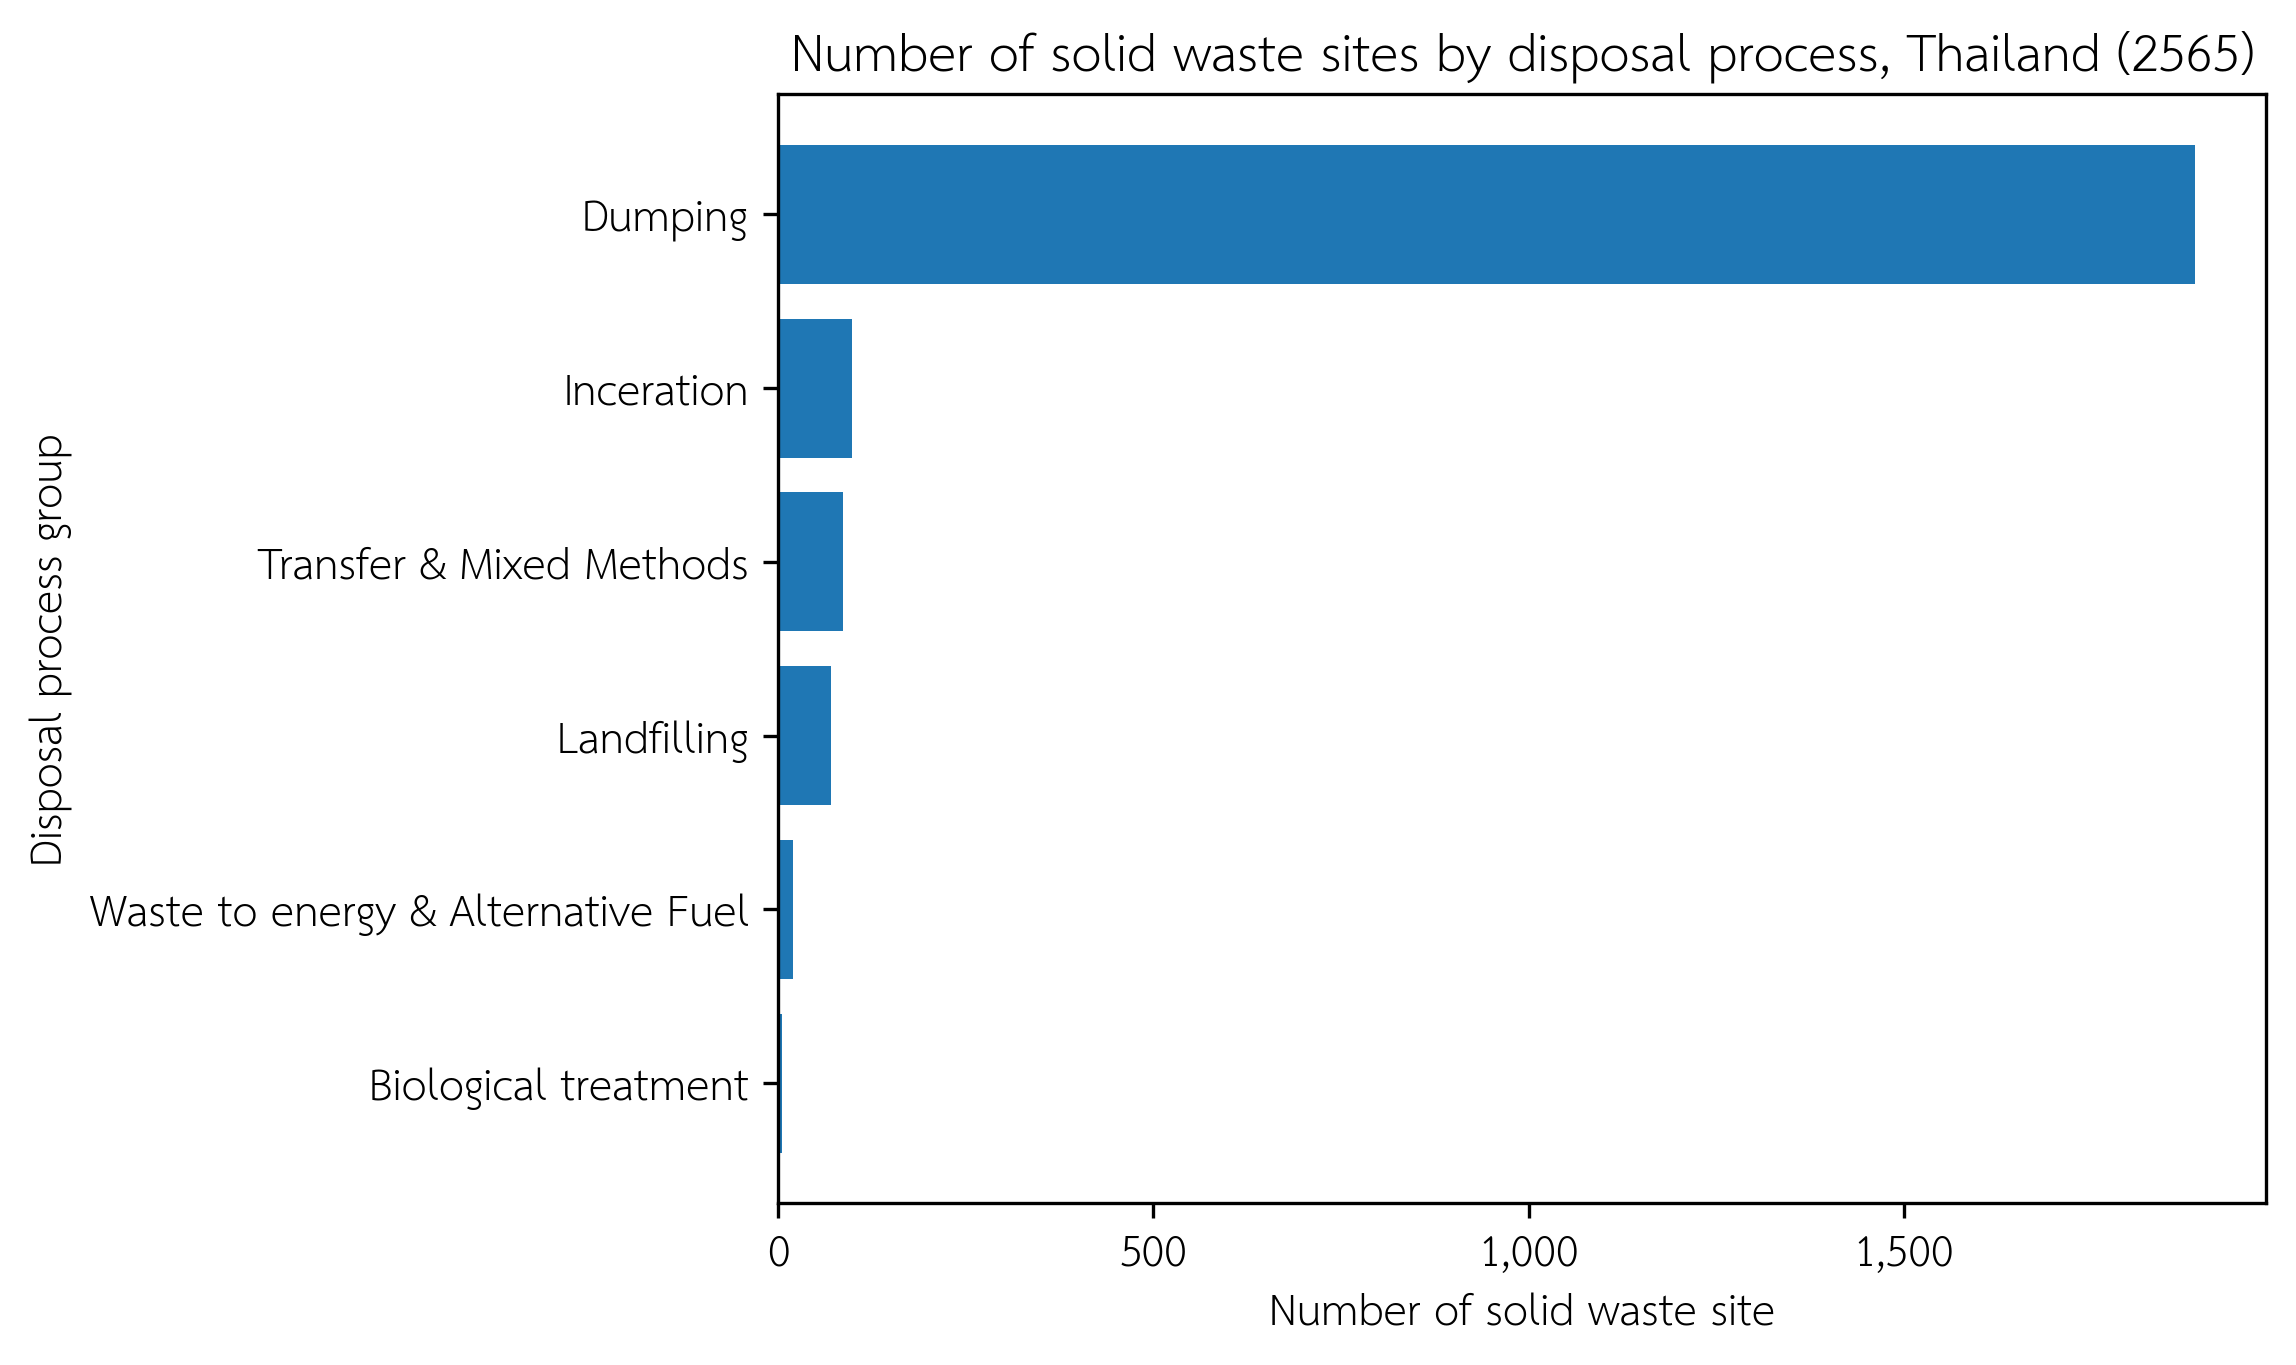 Number of solid waste sites by disposal process, Thailand (2565)
Disposal process group
Dumping
Inceration
Transfer & Mixed Methods
Landfilling
Waste to energy & Alternative Fuel
Biological treatment
0 500 1,000 1,500
Number of solid waste site